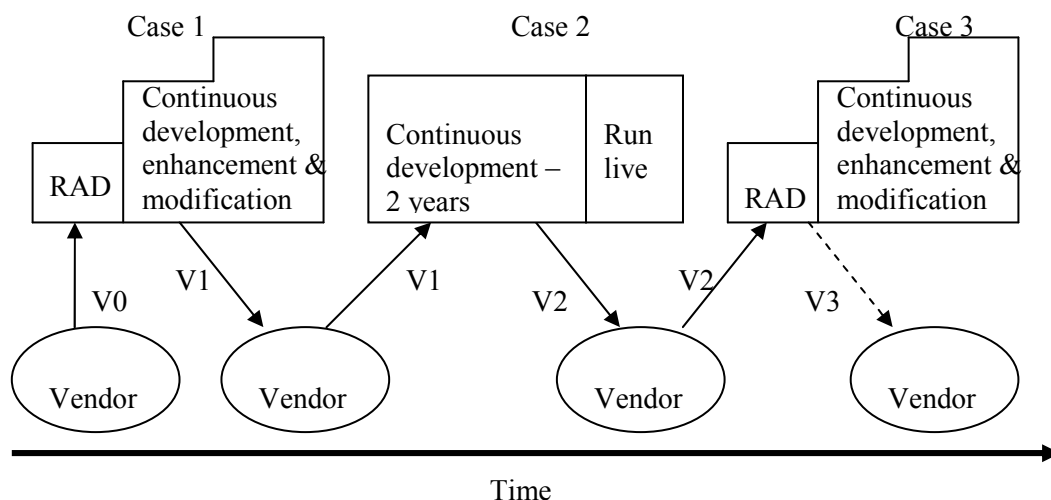 Case 1
Case 2
Case 3
RAD
Continuous
development,
enhancement &
modification
Continuous
development –
2 years
Run
live
RAD
Continuous
development,
enhancement &
modification
V0
V1
V1
V2
V2
V3
Vendor
Vendor
Vendor
Vendor
Time